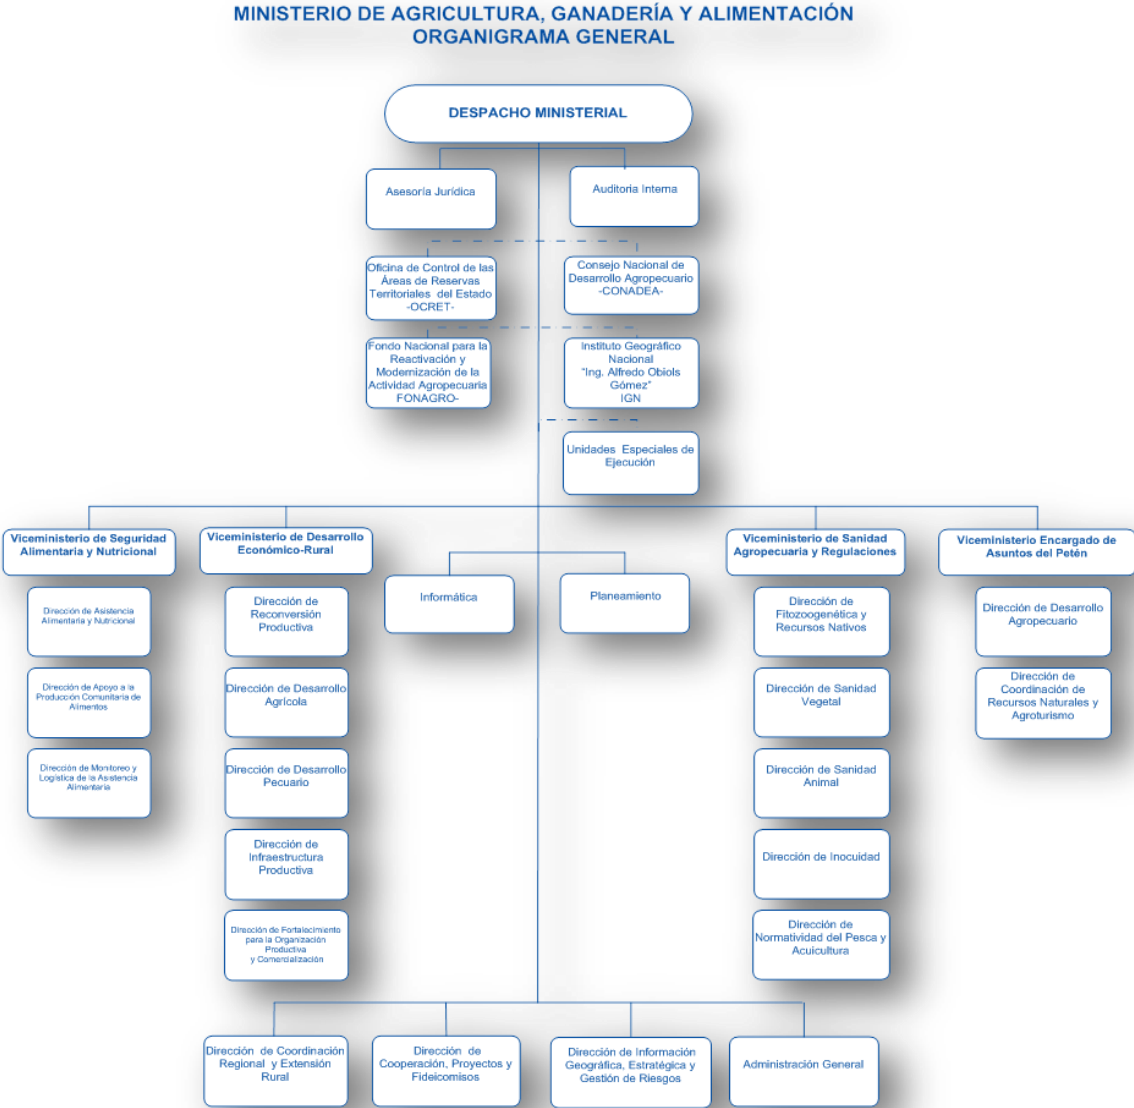 MINISTERIO DE AGRICULTURA, GANADERÍA Y ALIMENTACIÓN
ORGANIGRAMA GENERAL
DESPACHO MINISTERIAL
Asesoría Jurídica
Auditoria Interna
Oficina de Control de las
Áreas de Reservas
Territoriales del Estado
-OCRET-
Consejo Nacional de
Desarrollo Agropecuario
-CONADEA-
Fondo Nacional para la
Reactivación y
Modernización de la
Actividad Agropecuaria
FONAGRO-
Instituto Geográfico
Nacional
"Ing. Alfredo Obiols
Gómez"
IGN
Unidades Especiales de
Ejecución
Viceministerio de Seguridad
Alimentaria y Nutricional
Viceministerio de Desarrollo
Económico-Rural
Viceministerio de Sanidad
Agropecuaria y Regulaciones
Viceministerio Encargado de
Asuntos del Petén
Informática
Planeamiento
Dirección de Asistencia
Alimentaria y Nutricional
Dirección de Apoyo a la
Producción Comunitaria de
Alimentos
Dirección de Monitoreo y
Logística de la Asistencia
Alimentaria
Dirección de
Reconversión
Productiva
Dirección de Desarrollo
Agrícola
Dirección de Desarrollo
Pecuario
Dirección de
Infraestructura
Productiva
Dirección de Fortalecimiento
para la Organización
Productiva
y Comercialización
Dirección de
Fitozoogenética y
Recursos Nativos
Dirección de Sanidad
Vegetal
Dirección de Sanidad
Animal
Dirección de Inocuidad
Dirección de
Normatividad del Pesca y
Acuicultura
Dirección de Desarrollo
Agropecuario
Dirección de
Coordinación de
Recursos Naturales y
Agroturismo
Dirección de Coordinación
Regional y Extensión
Rural
Dirección de
Cooperación, Proyectos y
Fideicomisos
Dirección de Información
Geográfica, Estratégica y
Gestión de Riesgos
Administración General